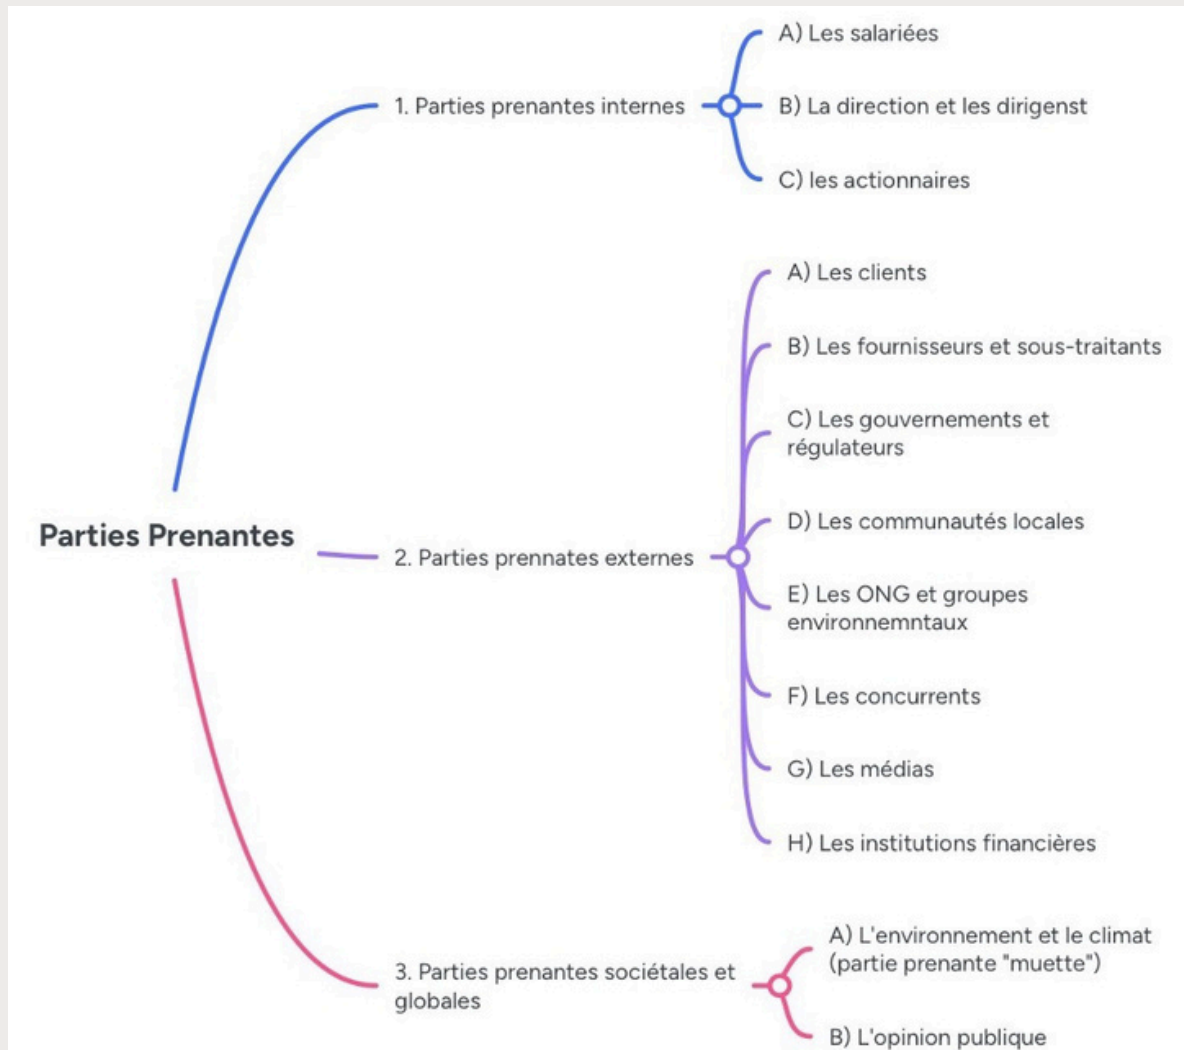 Parties Prenantes
1. Parties prenantes internes
A) Les salariées
B) La direction et les dirigenst
C) les actionnaires
2. Parties prennates externes
A) Les clients
B) Les fournisseurs et sous-traitants
C) Les gouvernements et
régulateurs
D) Les communautés locales
E) Les ONG et groupes
environnemntaux
F) Les concurrents
G) Les médias
H) Les institutions financières
3. Parties prenantes sociétales et
globales
A) L'environnement et le climat
(partie prenante "muette")
B) L'opinion publique